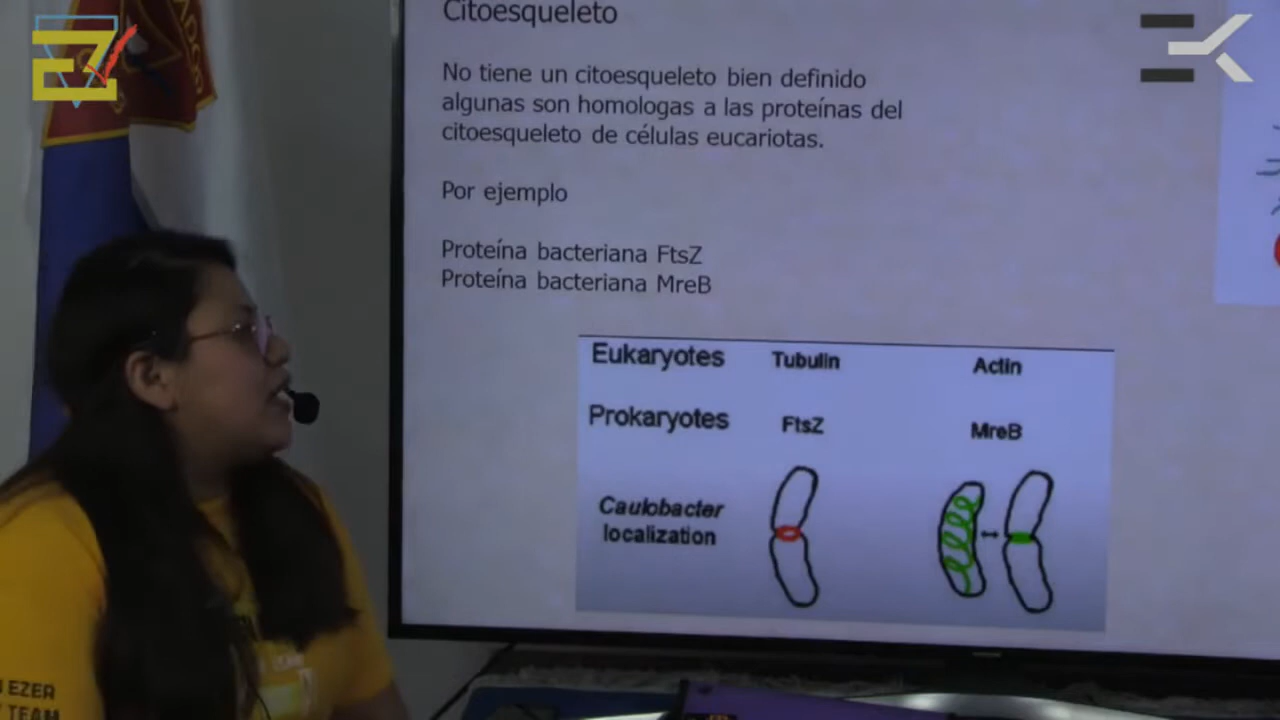 Citoesqueleto
No tiene un citoesqueleto bien definido
algunas son homologas a las proteínas del
citoesqueleto de células eucariotas.
Por ejemplo
Proteína bacteriana FtsZ
Proteína bacteriana MreB
Eukaryotes Tubulin Actin
Prokaryotes FtsZ MreB
Caulobacter
localization
EZER
TEAM